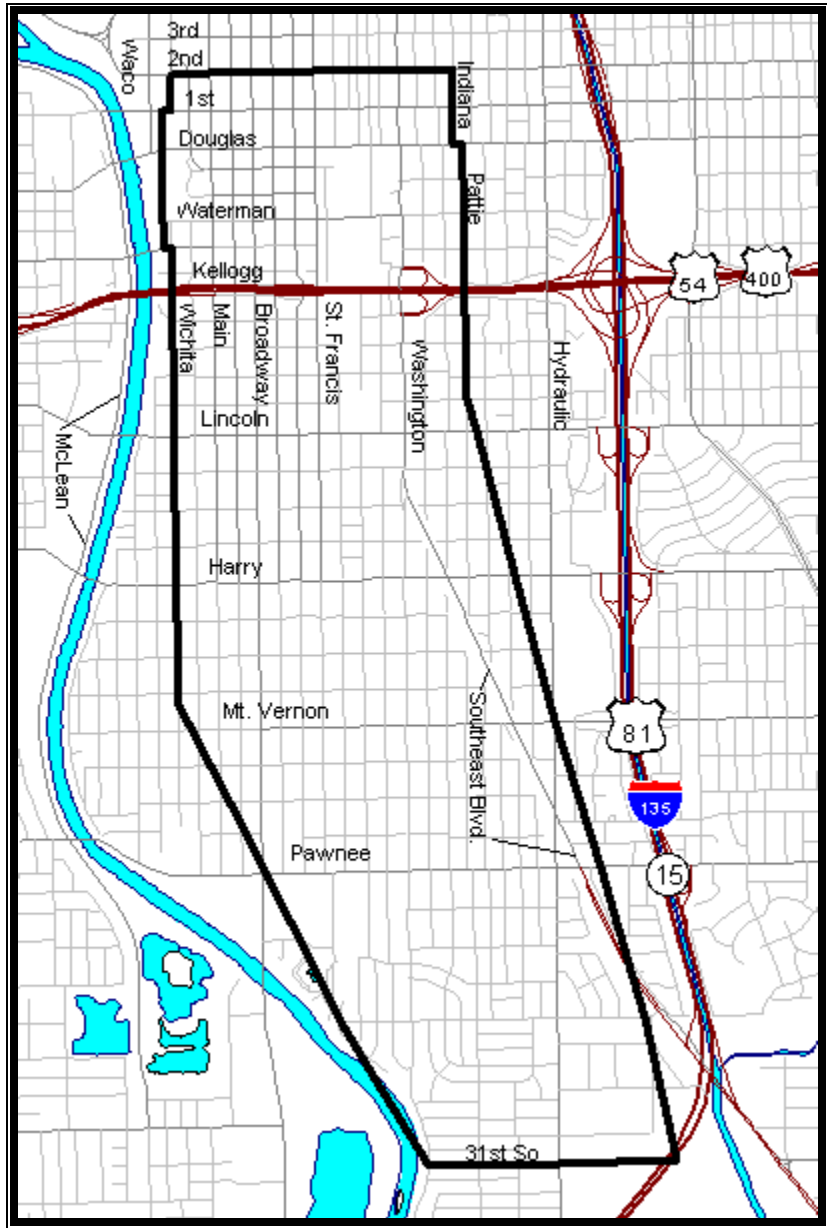 3rd
Waco
2nd
Indiana
1st
Douglas
Pattie
Waterman
Kellogg
54
400
Wichita
Main
Broadway
St. Francis
Washington
Hydraulic
Lincoln
McLean
Harry
Southeast Blvd.
Mt. Vernon
81
135
Pawnee
15
31st So